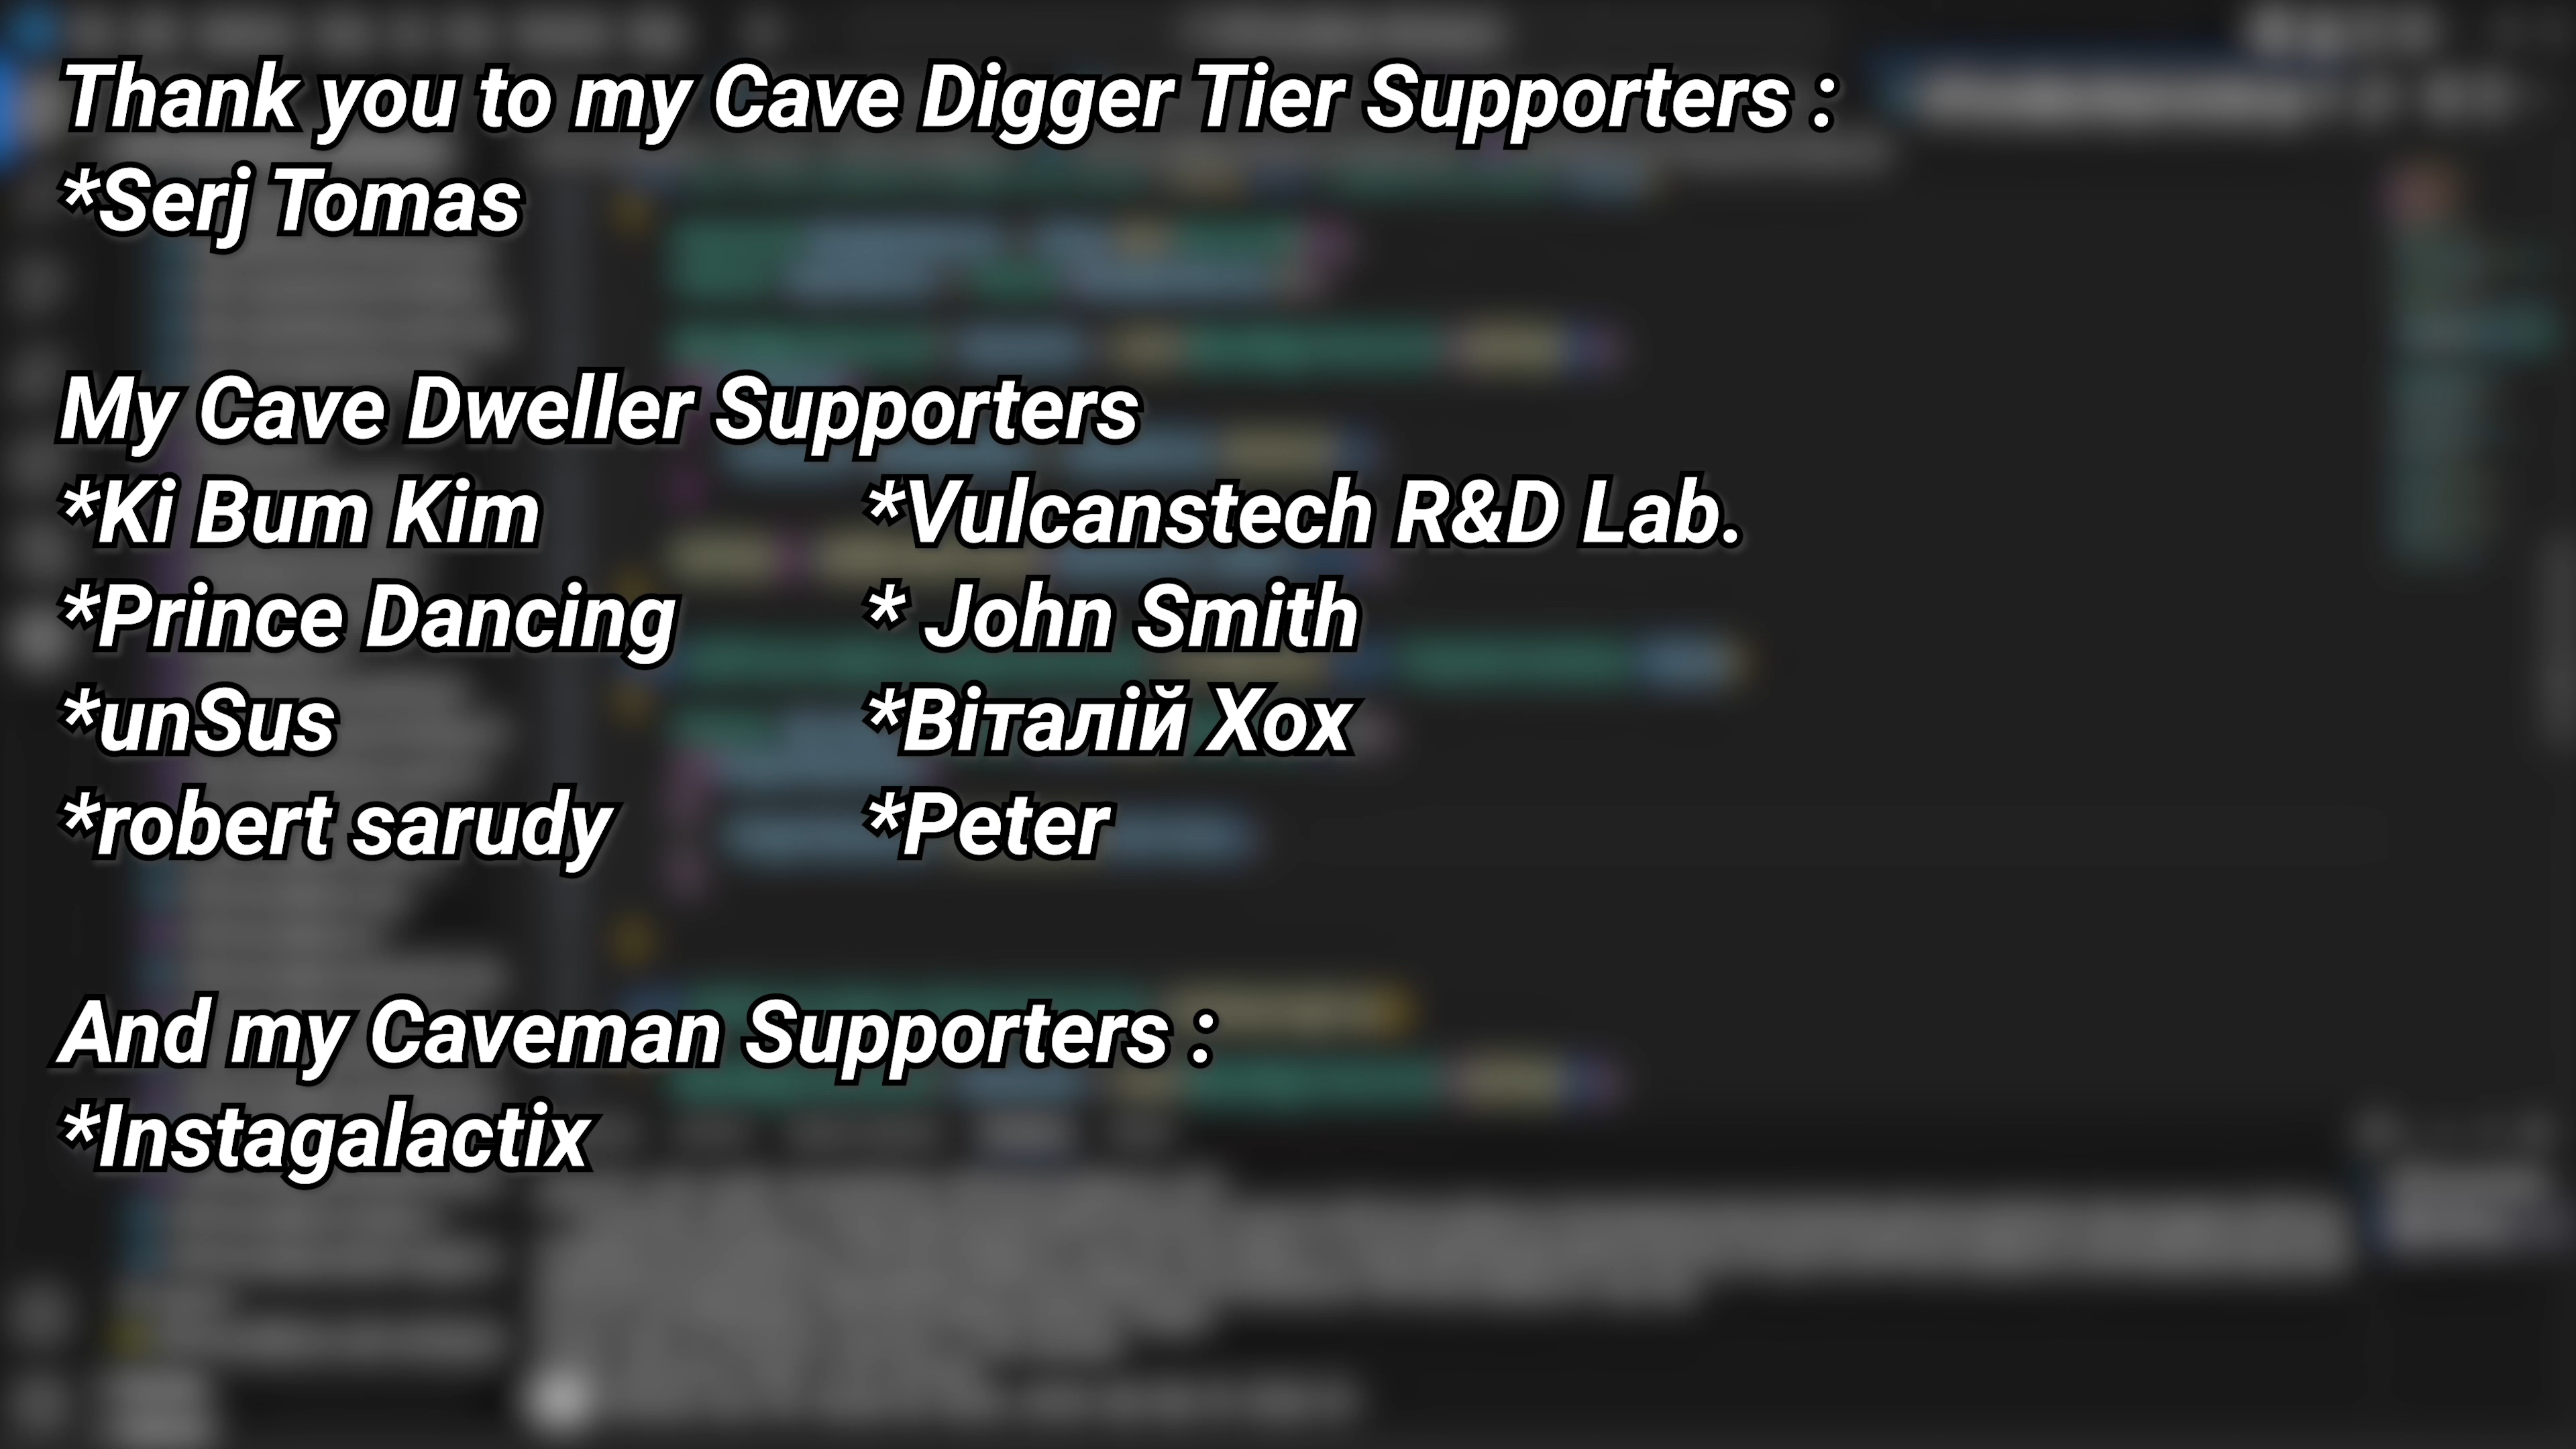 Thank you to my Cave Digger Tier Supporters :
*Serj Tomas
My Cave Dweller Supporters
*Ki Bum Kim
*Prince Dancing
*unSus
*robert sarudy
*Vulcanstech R&D Lab.
* John Smith
*Віталій Хох
*Peter
And my Caveman Supporters :
*Instagalactix